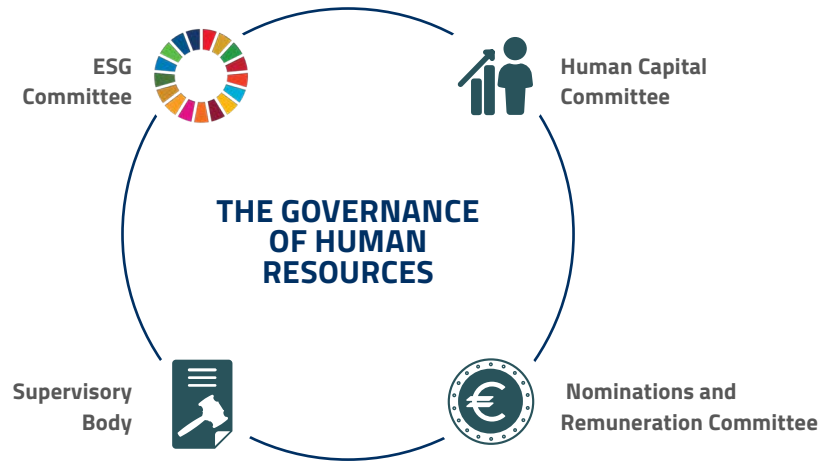 ESG
Committee
Human Capital
Committee
THE GOVERNANCE
OF HUMAN
RESOURCES
Supervisory
Body
Nominations and
Remuneration Committee